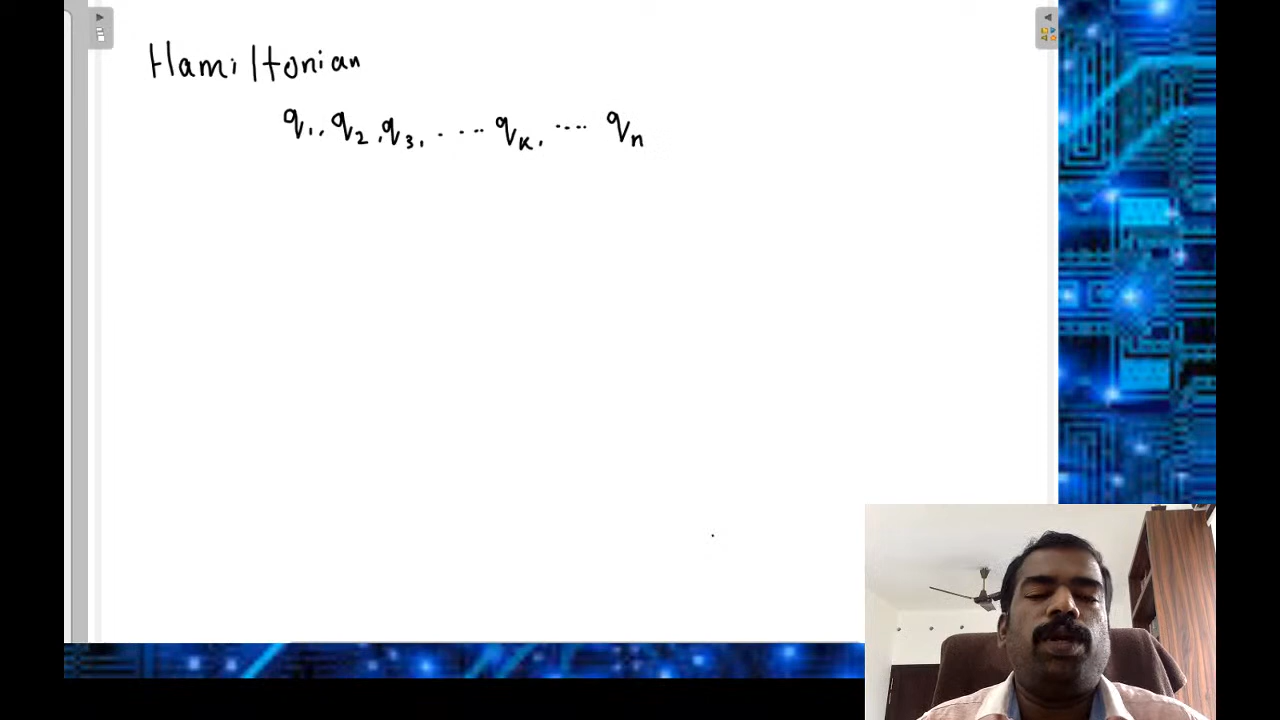 Hamiltonian
q₁, q₂, q₃, ..... qₖ, .... qₙ